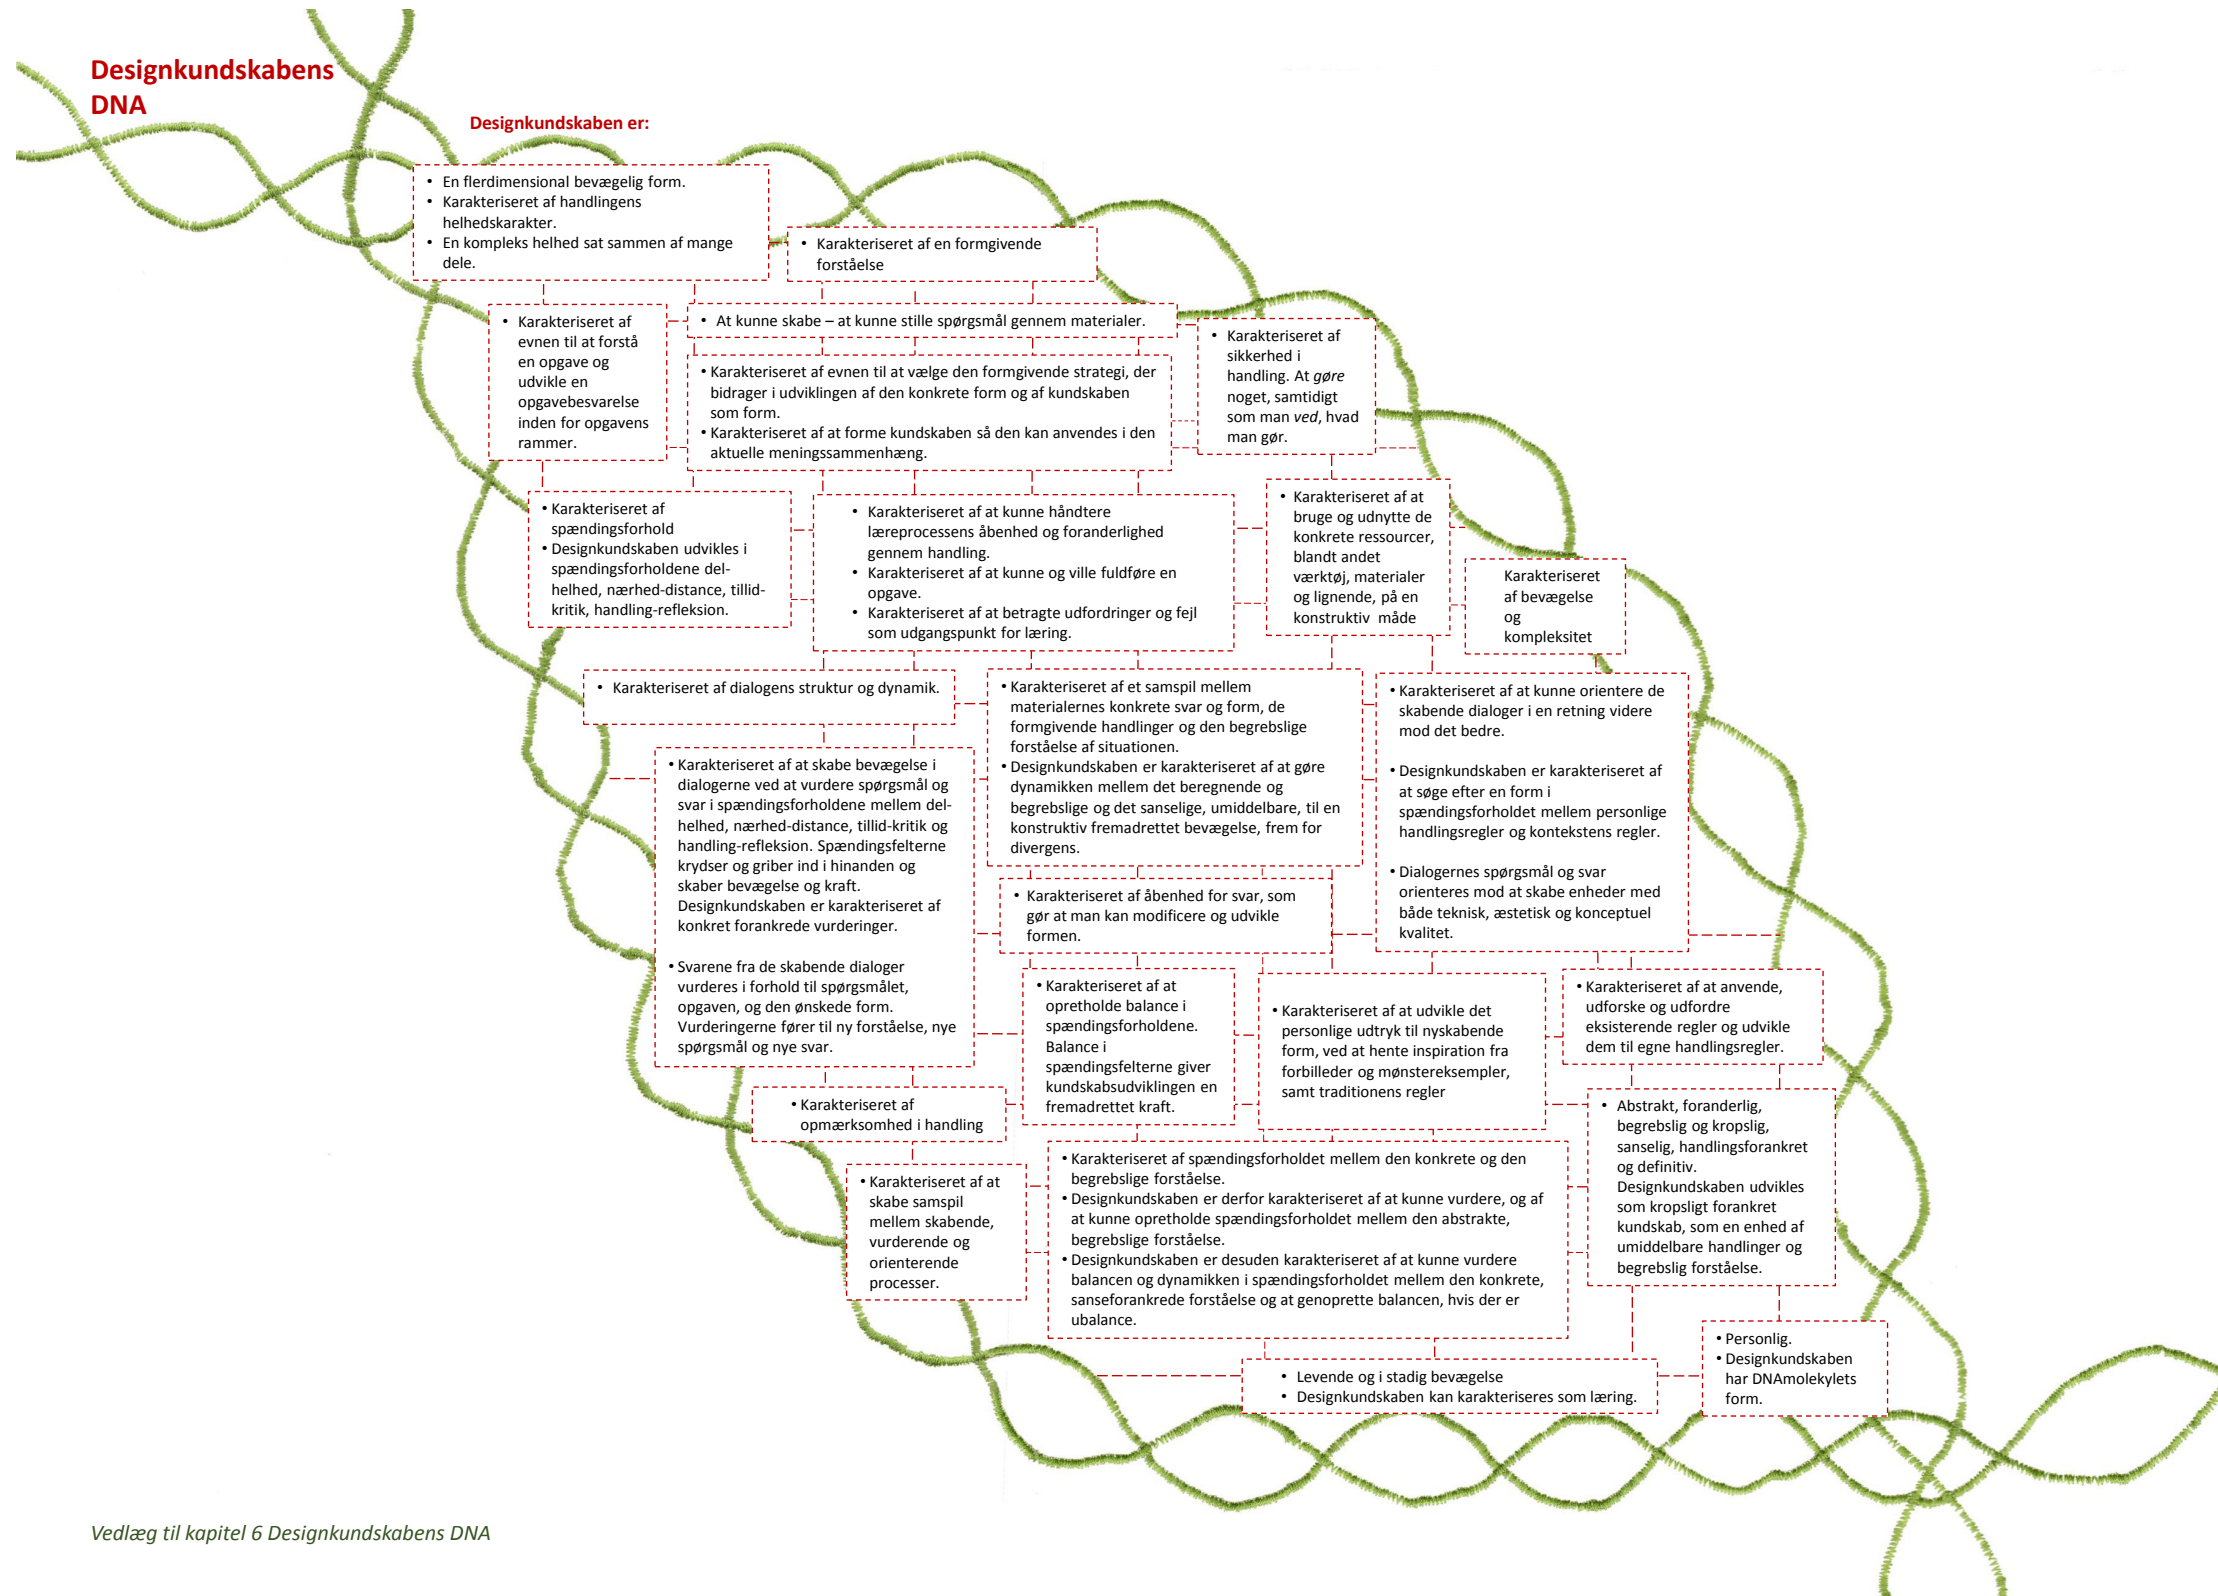 Designkundskabens
DNA
Designkundskaben er:
• En flerdimensional bevægelig form.
• Karakteriseret af handlingens
helhedskarakter.
• En kompleks helhed sat sammen af mange
dele.
• Karakteriseret af en formgivende
forståelse
• Karakteriseret af
evnen til at forstå
en opgave og
udvikle en
opgavebesvarelse
inden for opgavens
rammer.
• At kunne skabe – at kunne stille spørgsmål gennem materialer.
• Karakteriseret af evnen til at vælge den formgivende strategi, der
bidrager i udviklingen af den konkrete form og af kundskaben
som form.
• Karakteriseret af at forme kundskaben så den kan anvendes i den
aktuelle meningssammenhæng.
• Karakteriseret af
sikkerhed i
handling. At gøre
noget, samtidigt
som man ved, hvad
man gør.
• Karakteriseret af
spændingsforhold
• Designkundskaben udvikles i
spændingsforholdene del-
helhed, nærhed-distance, tillid-
kritik, handling-refleksion.
• Karakteriseret af at kunne håndtere
læreprocessens åbenhed og foranderlighed
gennem handling.
• Karakteriseret af at kunne og ville fuldføre en
opgave.
• Karakteriseret af at betragte udfordringer og fejl
som udgangspunkt for læring.
• Karakteriseret af at
bruge og udnytte de
konkrete ressourcer,
blandt andet
værktøj, materialer
og lignende, på en
konstruktiv måde
Karakteriseret
af bevægelse
og
kompleksitet
• Karakteriseret af dialogens struktur og dynamik.
• Karakteriseret af et samspil mellem
materialernes konkrete svar og form, de
formgivende handlinger og den begrebslige
forståelse af situationen.
• Designkundskaben er karakteriseret af at gøre
dynamikken mellem det beregnende og
begrebslige og det sanselige, umiddelbare, til en
konstruktiv fremadrettet bevægelse, frem for
divergens.
• Karakteriseret af at kunne orientere de
skabende dialoger i en retning videre
mod det bedre.
• Designkundskaben er karakteriseret af
at søge efter en form i
spændingsforholdet mellem personlige
handlingsregler og kontekstens regler.
• Dialogernes spørgsmål og svar
orienteres mod at skabe enheder med
både teknisk, æstetisk og konceptuel
kvalitet.
• Karakteriseret af at skabe bevægelse i
dialogerne ved at vurdere spørgsmål og
svar i spændingsforholdene mellem del-
helhed, nærhed-distance, tillid-kritik og
handling-refleksion. Spændingsfelterne
krydser og griber ind i hinanden og
skaber bevægelse og kraft.
Designkundskaben er karakteriseret af
konkret forankrede vurderinger.
• Svarene fra de skabende dialoger
vurderes i forhold til spørgsmålet,
opgaven, og den ønskede form.
Vurderingerne fører til ny forståelse, nye
spørgsmål og nye svar.
• Karakteriseret af åbenhed for svar, som
gør at man kan modificere og udvikle
formen.
• Karakteriseret af at
opretholde balance i
spændingsforholdene.
Balance i
spændingsfelterne giver
kundskabsudviklingen en
fremadrettet kraft.
• Karakteriseret af at udvikle det
personlige udtryk til nyskabende
form, ved at hente inspiration fra
forbilleder og mønstereksempler,
samt traditionens regler
• Karakteriseret af at anvende,
udforske og udfordre
eksisterende regler og udvikle
dem til egne handlingsregler.
• Karakteriseret af
opmærksomhed i handling
• Abstrakt, foranderlig,
begrebslig og kropslig,
sanselig, handlingsforankret
og definitiv.
Designkundskaben udvikles
som kropsligt forankret
kundskab, som en enhed af
umiddelbare handlinger og
begrebslig forståelse.
• Karakteriseret af at
skabe samspil
mellem skabende,
vurderende og
orienterende
processer.
• Karakteriseret af spændingsforholdet mellem den konkrete og den
begrebslige forståelse.
• Designkundskaben er derfor karakteriseret af at kunne vurdere, og af
at kunne opretholde spændingsforholdet mellem den abstrakte,
begrebslige forståelse.
• Designkundskaben er desuden karakteriseret af at kunne vurdere
balancen og dynamikken i spændingsforholdet mellem den konkrete,
sanseforankrede forståelse og at genoprette balancen, hvis der er
ubalance.
• Levende og i stadig bevægelse
• Designkundskaben kan karakteriseres som læring.
• Personlig.
• Designkundskaben
har DNAmolekylets
form.
Vedlæg til kapitel 6 Designkundskabens DNA